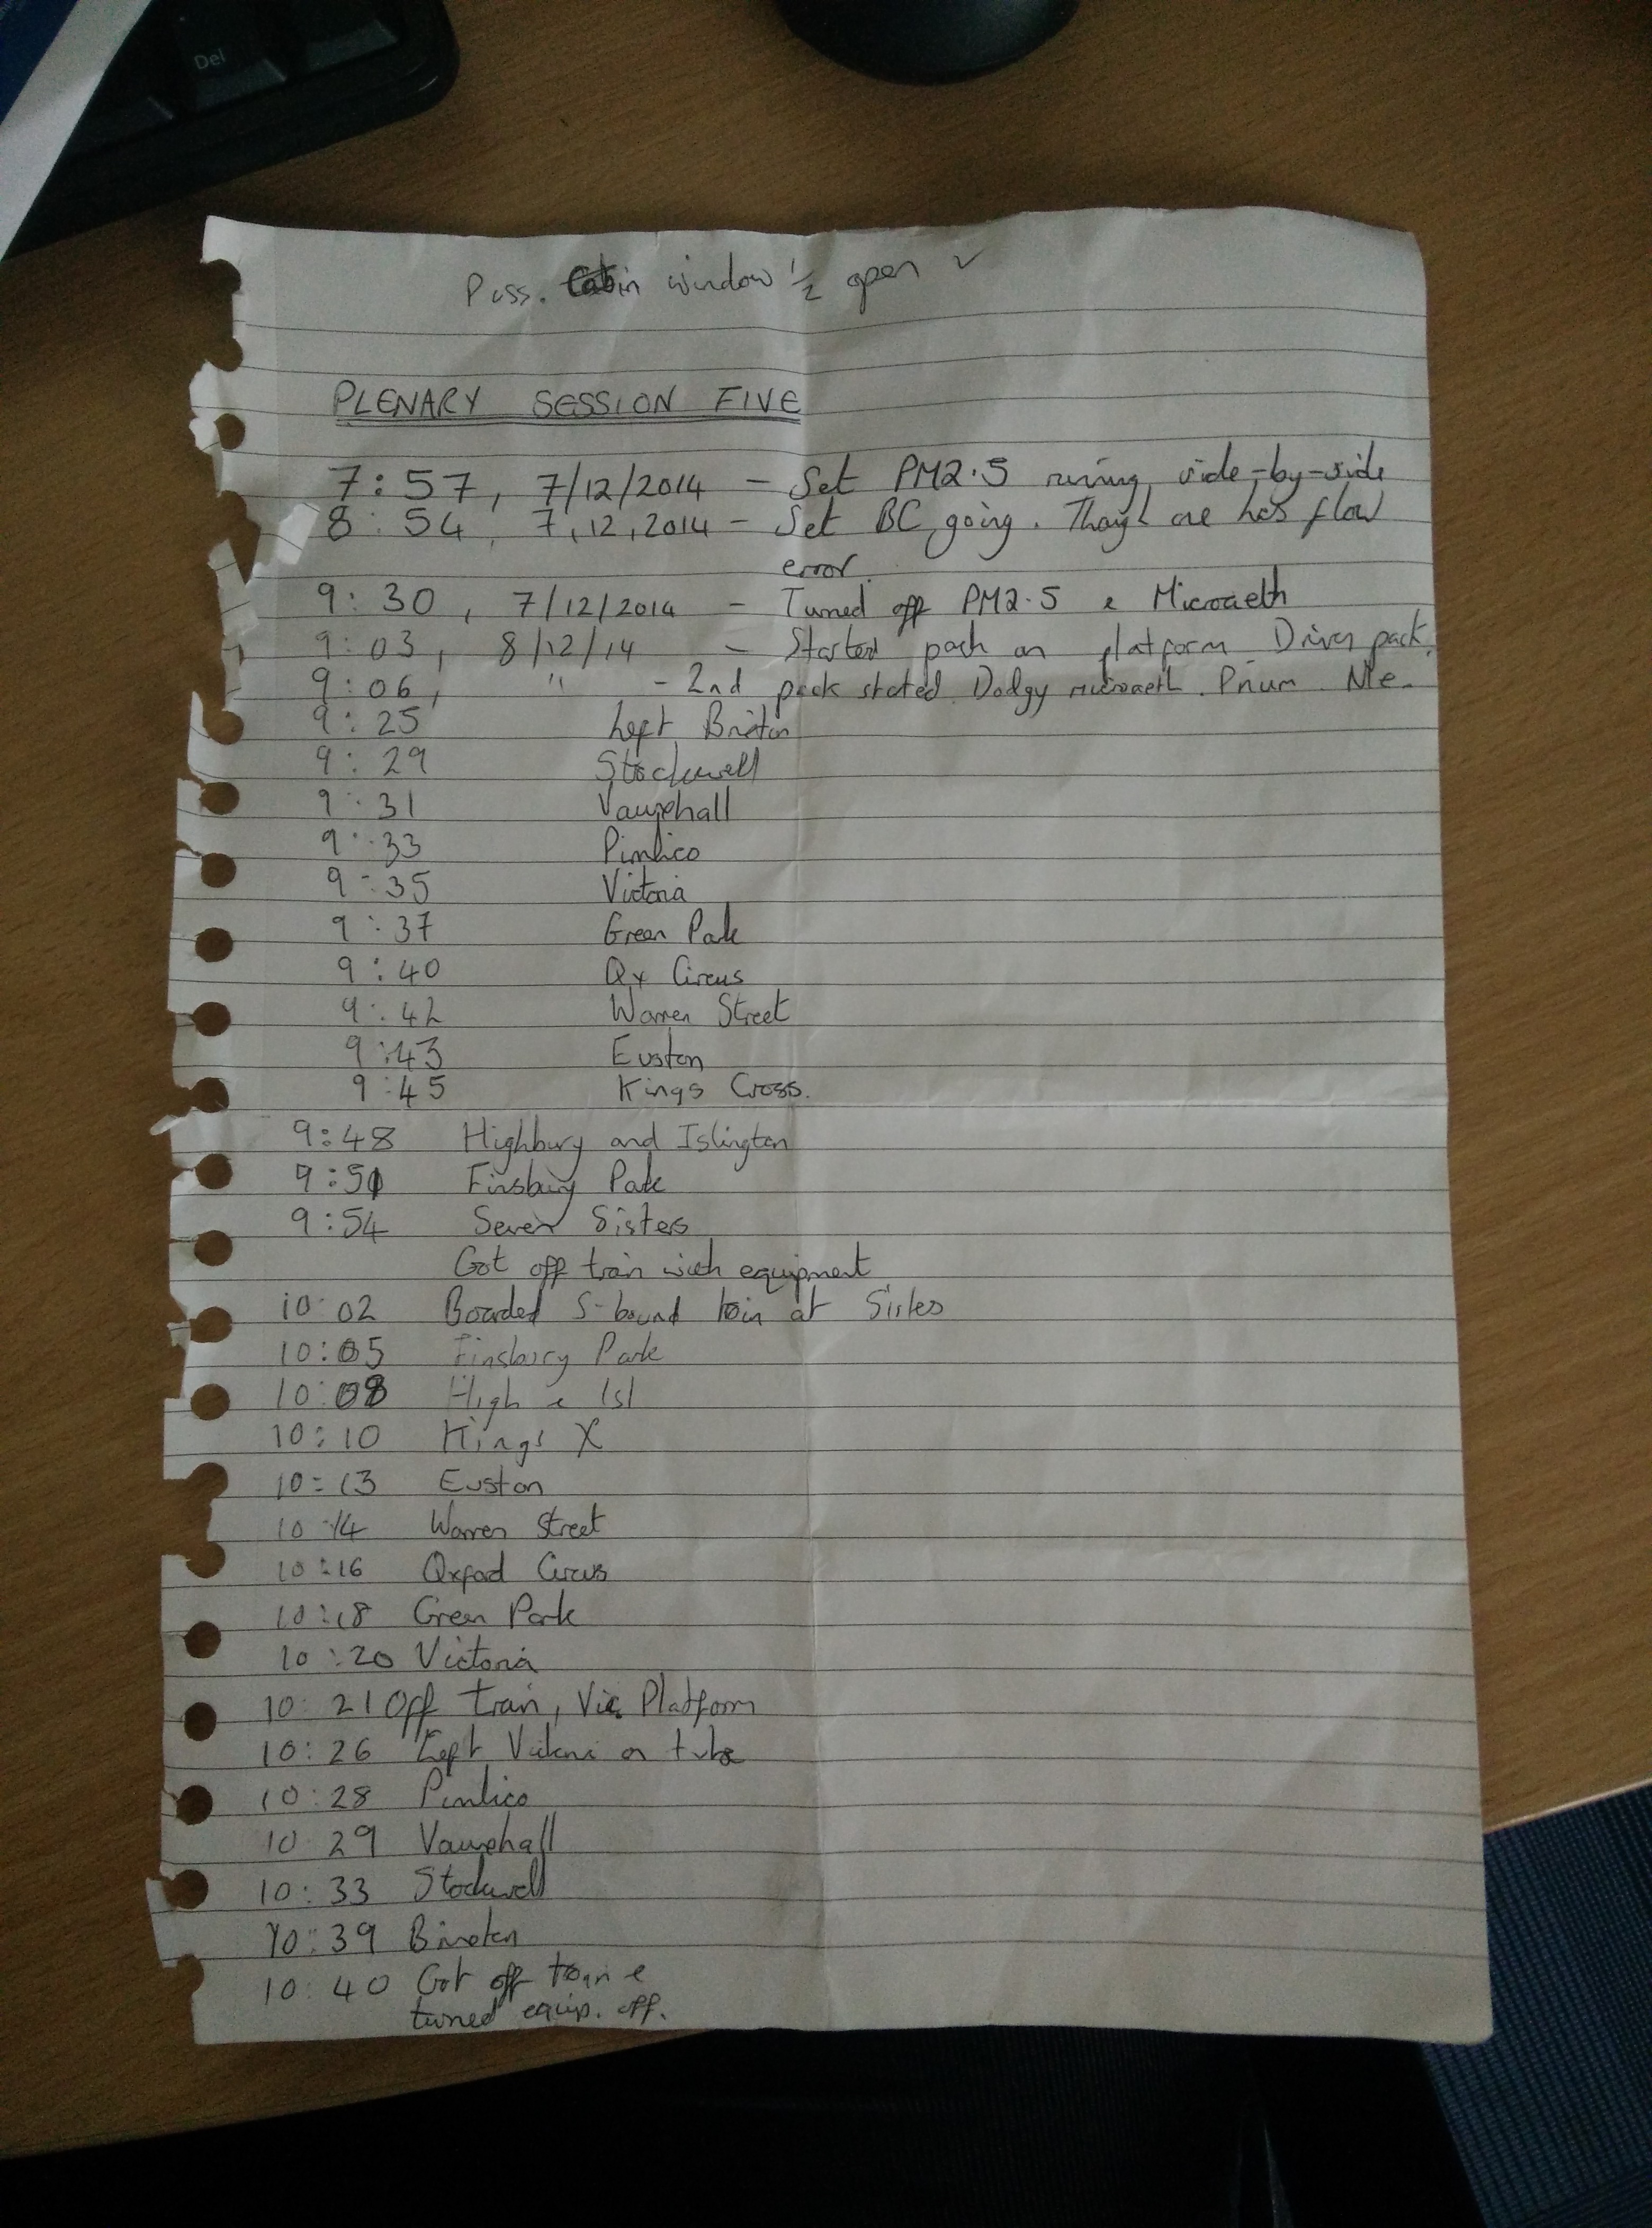 Del
Pass. Cabin window 1/2 open ✓
PLENARY SESSION FIVE
7:57, 7/12/2014 - Set PM2.5 running, side-by-side
8:54, 7,12,2014 - Set BC going. Though one has flow
error.
9:30, 7/12/2014 - Turned off PM2.5 & Microaeth
9:03, 8/12/14 - Started pack on platform. Driver pack.
9:06, " - 2nd pack started. Dodgy microaeth.
9:25 Left Brixton
9:29 Stockwell
9:31 Vauxhall
9:33 Pimlico
9:35 Victoria
9:37 Green Park
9:40 Ox Circus
9:42 Warren Street
9:43 Euston
9:45 Kings Cross.
9:48 Highbury and Islington
9:51 Finsbury Park
9:54 Seven Sisters
Got off train with equipment
10:02 Boarded S-bound train at Sisters
10:05 Finsbury Park
10:08 High & Isl
10:10 Kings X
10:13 Euston
10:14 Warren Street
10:16 Oxford Circus
10:18 Green Park
10:20 Victoria
10:21 Off train, Vic Platform
10:26 Left Victoria on tube
10:28 Pimlico
10:29 Vauxhall
10:33 Stockwell
10:39 Brixton
10:40 Got off train &
turned equip. off.